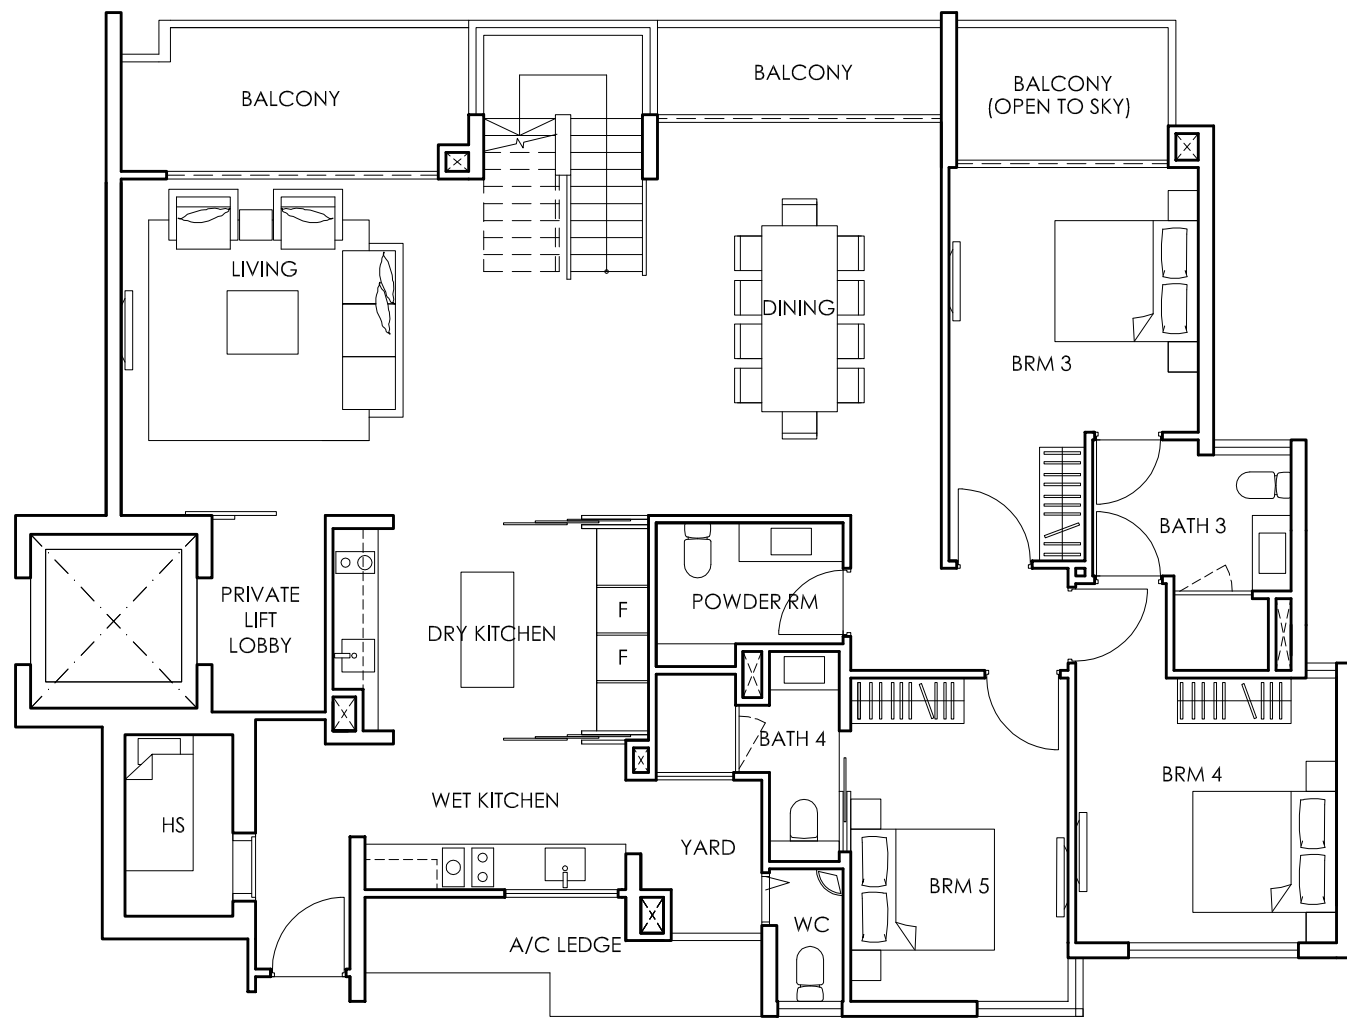 BALCONY
BALCONY
BALCONY
(OPEN TO SKY)
LIVING
DINING
BRM 3
BATH 3
PRIVATE
LIFT
LOBBY
DRY KITCHEN
F
F
POWDER RM
BATH 4
BRM 4
WET KITCHEN
HS
YARD
BRM 5
WC
A/C LEDGE